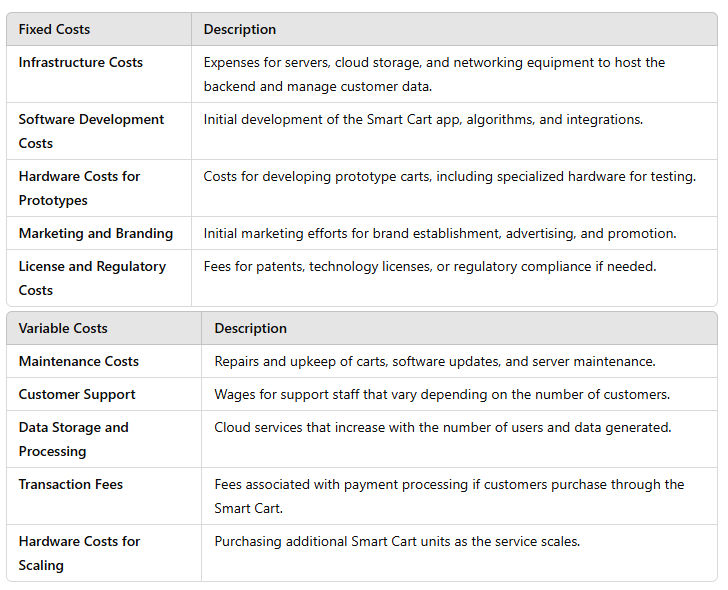 Fixed Costs Description
Infrastructure Costs Expenses for servers, cloud storage, and networking equipment to host the
backend and manage customer data.
Software Development Initial development of the Smart Cart app, algorithms, and integrations.
Costs
Hardware Costs for Costs for developing prototype carts, including specialized hardware for testing.
Prototypes
Marketing and Branding Initial marketing efforts for brand establishment, advertising, and promotion.
License and Regulatory Fees for patents, technology licenses, or regulatory compliance if needed.
Costs
Variable Costs Description
Maintenance Costs Repairs and upkeep of carts, software updates, and server maintenance.
Customer Support Wages for support staff that vary depending on the number of customers.
Data Storage and Cloud services that increase with the number of users and data generated.
Processing
Transaction Fees Fees associated with payment processing if customers purchase through the
Smart Cart.
Hardware Costs for Purchasing additional Smart Cart units as the service scales.
Scaling